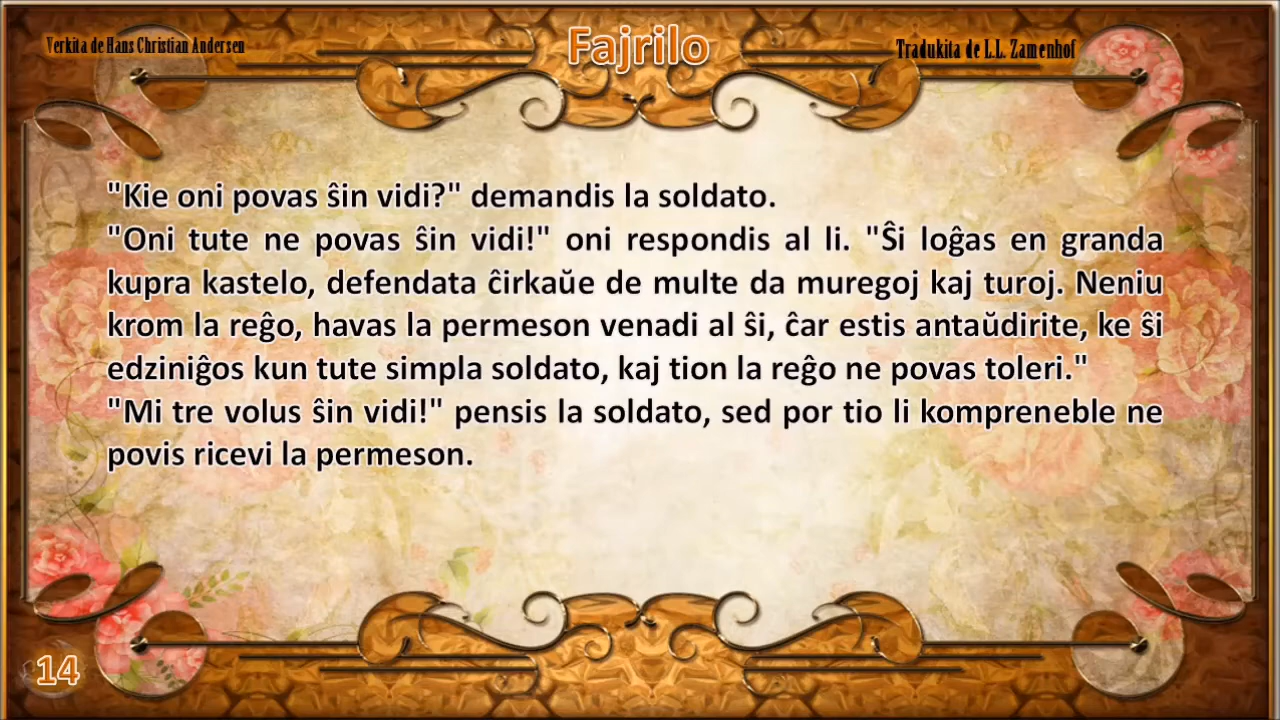 Verkita de Hans Christian Andersen
Fajrilo
Tradukita de L.L. Zamenhof
"Kie oni povas ŝin vidi?" demandis la soldato.
"Oni tute ne povas ŝin vidi!" oni respondis al li. "Ŝi loĝas en granda
kupra kastelo, defendata ĉirkaŭe de multe da muregoj kaj turoj. Neniu
krom la reĝo, havas la permeson venadi al ŝi, ĉar estis antaŭdirite, ke ŝi
edziniĝos kun tute simpla soldato, kaj tion la reĝo ne povas toleri."
"Mi tre volus ŝin vidi!" pensis la soldato, sed por tio li kompreneble ne
povis ricevi la permeson.
14